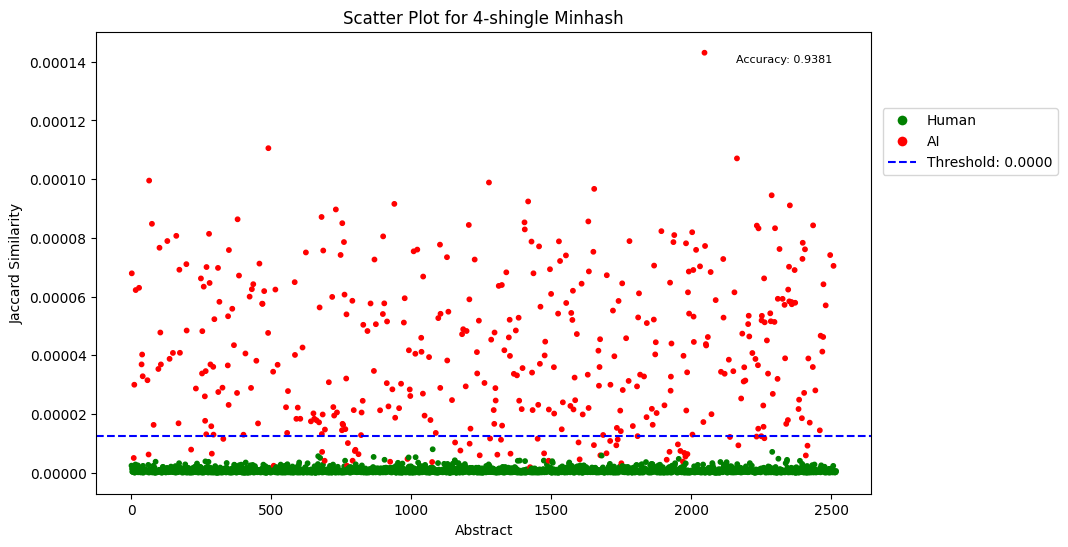 Scatter Plot for 4-shingle Minhash
Accuracy: 0.9381
Human
AI
Threshold: 0.0000
Jaccard Similarity
0.00014
0.00012
0.00010
0.00008
0.00006
0.00004
0.00002
0.00000
0 500 1000 1500 2000 2500
Abstract